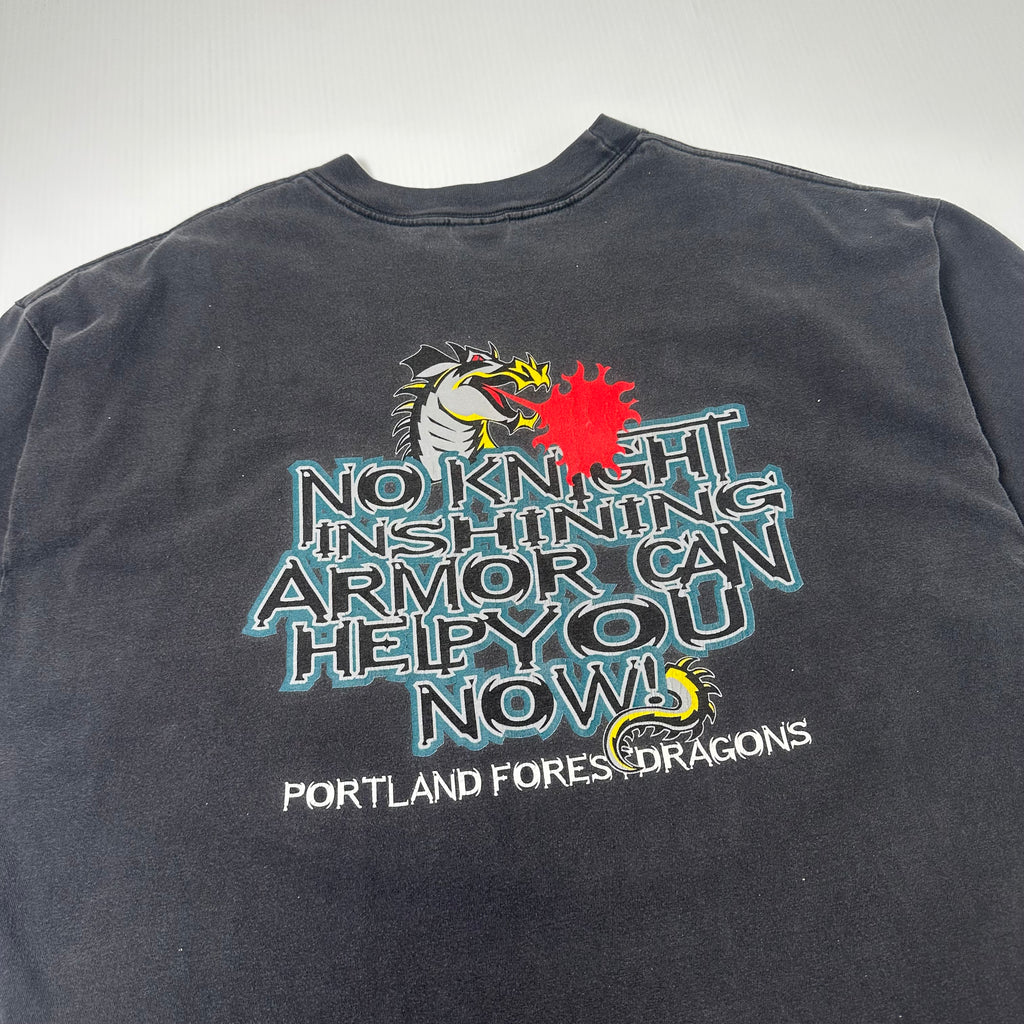 NO KNIGHT
IN SHINING
ARMOR CAN
HELP YOU
NOW!
PORTLAND FOREST DRAGONS